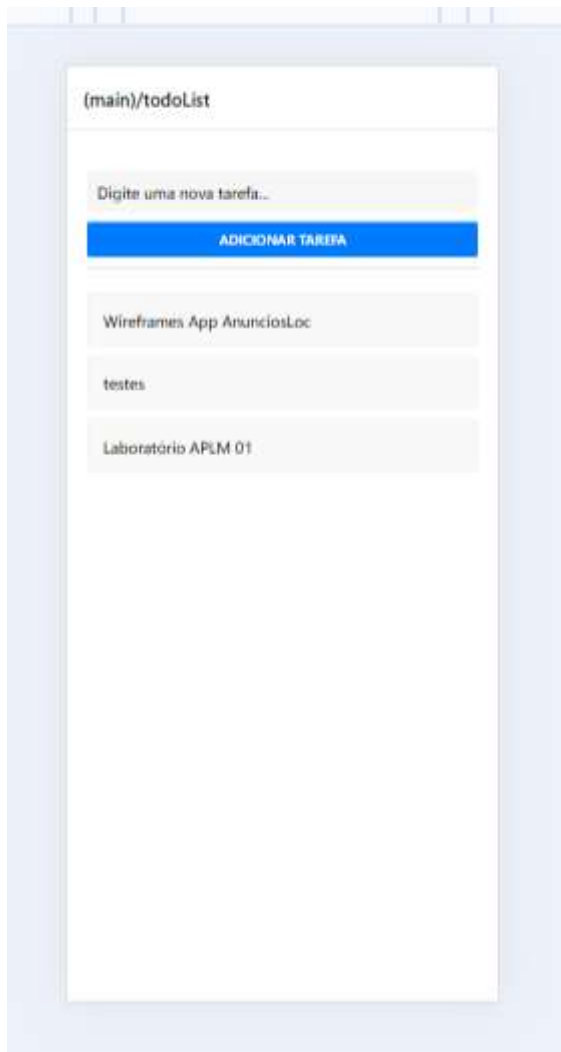 (main)/todoList
Digite uma nova tarefa...
ADICIONAR TAREFA
Wireframes App AnunciosLoc
testes
Laboratório APLM 01